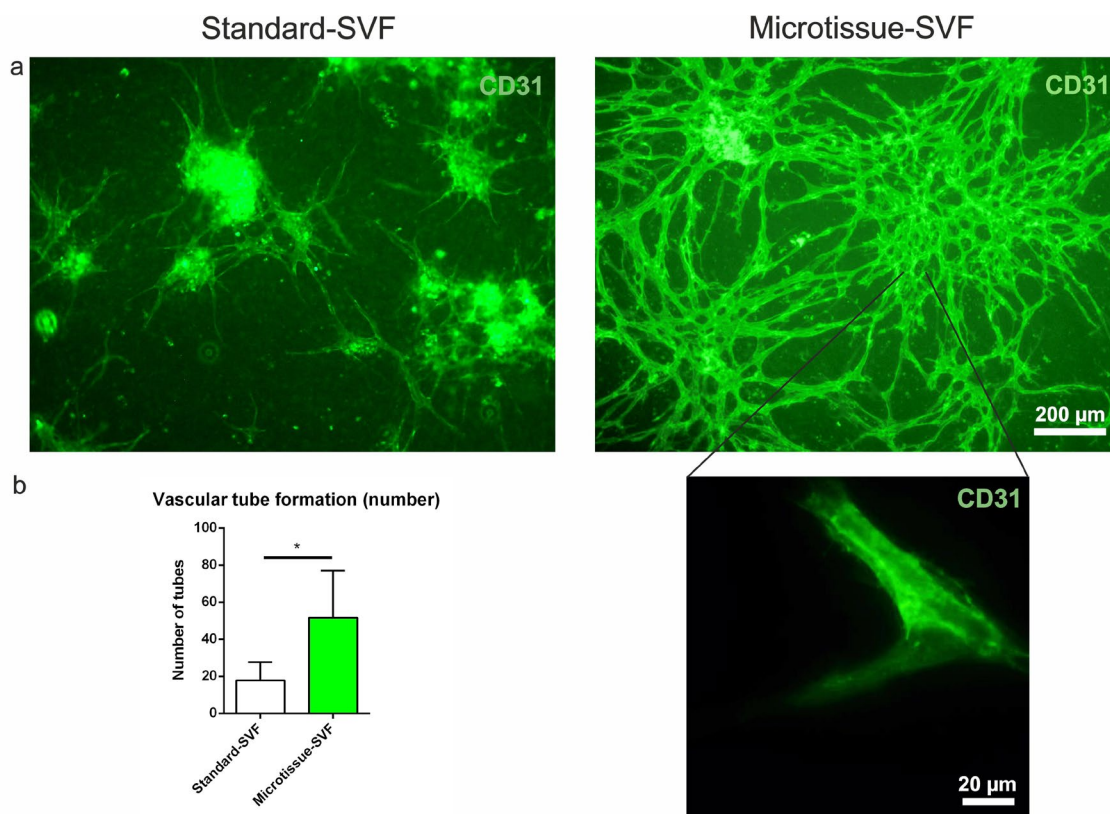 Standard-SVF
Microtissue-SVF
a
CD31
CD31
200 µm
b
Vascular tube formation (number)
Number of tubes
100
80
60
40
20
0
*
Standard-SVF
Microtissue-SVF
CD31
20 µm